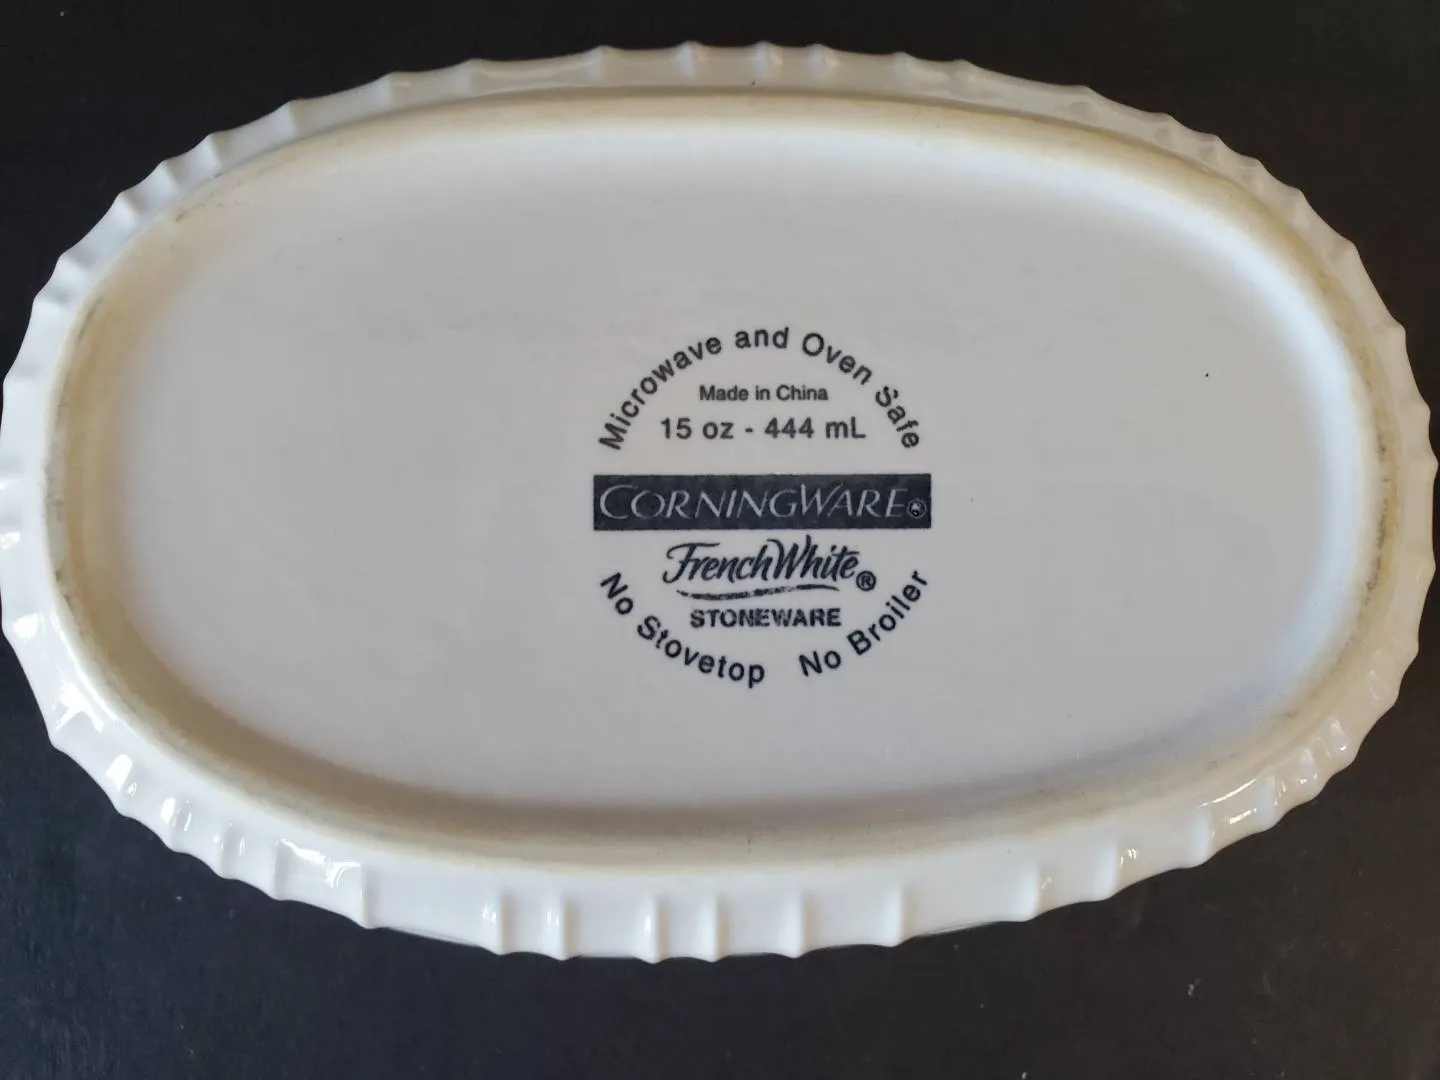 Microwave and Oven Safe
Made in China
15 oz - 444 mL
CORNINGWARE®
FrenchWhite®
STONEWARE
No Stovetop No Broiler